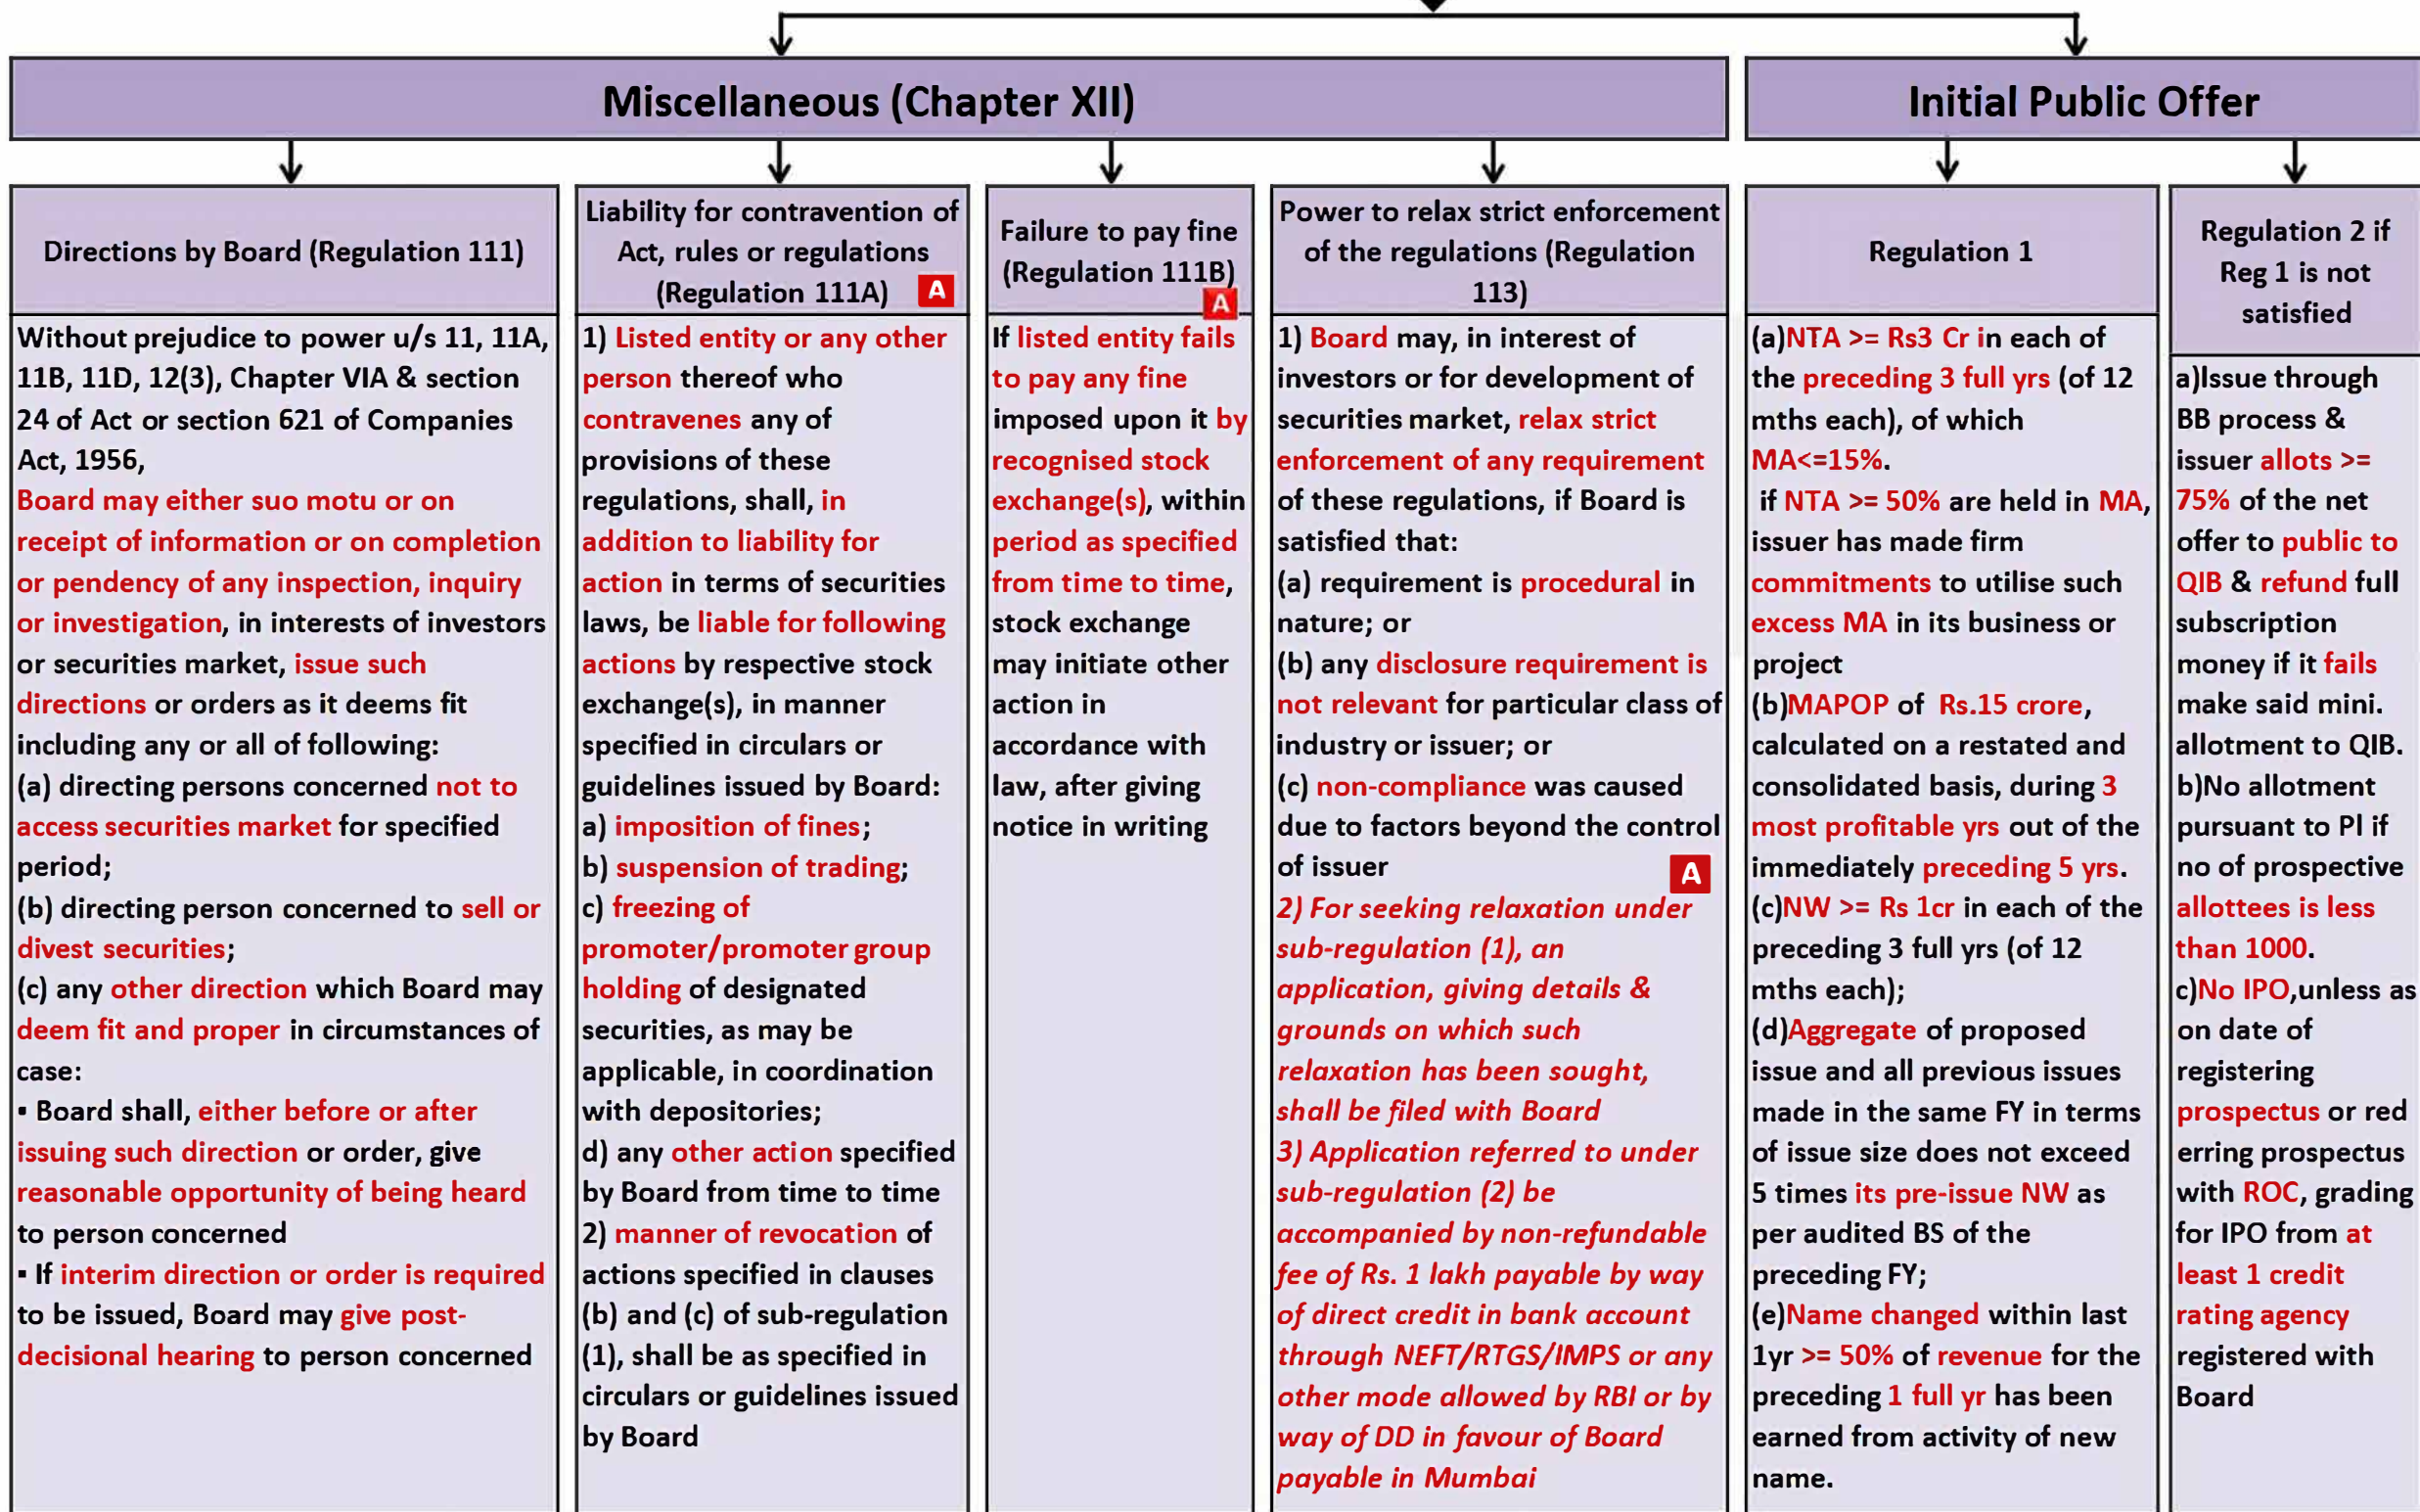 Miscellaneous (Chapter XII)
Initial Public Offer
Directions by Board (Regulation 111)
Without prejudice to power u/s 11, 11A,
11B, 11D, 12(3), Chapter VIA & section
24 of Act or section 621 of Companies
Act, 1956,
Board may either suo motu or on
receipt of information or on completion
or pendency of any inspection, inquiry
or investigation, in interests of investors
or securities market, issue such
directions or orders as it deems fit
including any or all of following:
(a) directing persons concerned not to
access securities market for specified
period;
(b) directing person concerned to sell or
divest securities;
(c) any other direction which Board may
deem fit and proper in circumstances of
case:
▪ Board shall, either before or after
issuing such direction or order, give
reasonable opportunity of being heard
to person concerned
▪ If interim direction or order is required
to be issued, Board may give post-
decisional hearing to person concerned
Liability for contravention of
Act, rules or regulations
(Regulation 111A) A
1) Listed entity or any other
person thereof who
contravenes any of
provisions of these
regulations, shall, in
addition to liability for
action in terms of securities
laws, be liable for following
actions by respective stock
exchange(s), in manner
specified in circulars or
guidelines issued by Board:
a) imposition of fines;
b) suspension of trading;
c) freezing of
promoter/promoter group
holding of designated
securities, as may be
applicable, in coordination
with depositories;
d) any other action specified
by Board from time to time
2) manner of revocation of
actions specified in clauses
(b) and (c) of sub-regulation
(1), shall be as specified in
circulars or guidelines issued
by Board
Failure to pay fine
(Regulation 111B)
A
If listed entity fails
to pay any fine
imposed upon it by
recognised stock
exchange(s), within
period as specified
from time to time,
stock exchange
may initiate other
action in
accordance with
law, after giving
notice in writing
Power to relax strict enforcement
of the regulations (Regulation
113)
1) Board may, in interest of
investors or for development of
securities market, relax strict
enforcement of any requirement
of these regulations, if Board is
satisfied that:
(a) requirement is procedural in
nature; or
(b) any disclosure requirement is
not relevant for particular class of
industry or issuer; or
(c) non-compliance was caused
due to factors beyond the control
of issuer A
2) For seeking relaxation under
sub-regulation (1), an
application, giving details &
grounds on which such
relaxation has been sought,
shall be filed with Board
3) Application referred to under
sub-regulation (2) be
accompanied by non-refundable
fee of Rs. 1 lakh payable by way
of direct credit in bank account
through NEFT/RTGS/IMPS or any
other mode allowed by RBI or by
way of DD in favour of Board
payable in Mumbai
Regulation 1
(a)NTA >= Rs3 Cr in each of
the preceding 3 full yrs (of 12
mths each), of which
MA<=15%.
if NTA >= 50% are held in MA,
issuer has made firm
commitments to utilise such
excess MA in its business or
project
(b)MAPOP of Rs.15 crore,
calculated on a restated and
consolidated basis, during 3
most profitable yrs out of the
immediately preceding 5 yrs.
(c)NW >= Rs 1cr in each of the
preceding 3 full yrs (of 12
mths each);
(d)Aggregate of proposed
issue and all previous issues
made in the same FY in terms
of issue size does not exceed
5 times its pre-issue NW as
per audited BS of the
preceding FY;
(e)Name changed within last
1yr >= 50% of revenue for the
preceding 1 full yr has been
earned from activity of new
name.
Regulation 2 if
Reg 1 is not
satisfied
a)Issue through
BB process &
issuer allots >=
75% of the net
offer to public to
QIB & refund full
subscription
money if it fails
make said mini.
allotment to QIB.
b)No allotment
pursuant to Pl if
no of prospective
allottees is less
than 1000.
c)No IPO,unless as
on date of
registering
prospectus or red
erring prospectus
with ROC, grading
for IPO from at
least 1 credit
rating agency
registered with
Board